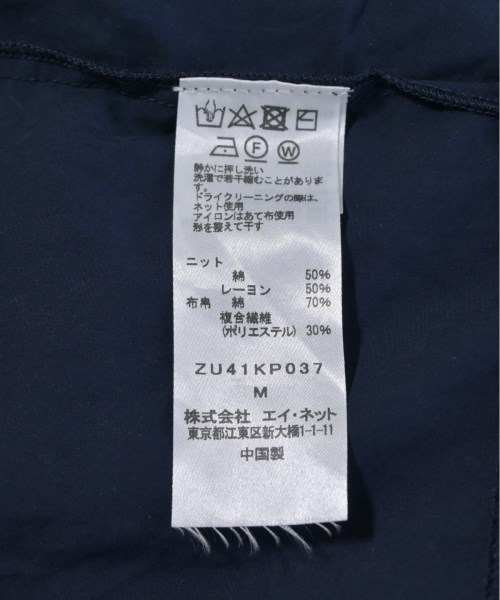 F W
静かに押し洗い
洗濯で若干縮むことがありま
す。
ドライクリーニングの際は、
ネット使用
アイロンはあて布使用
形を整えて干す
ニット
綿 50%
レーヨン 50%
布帛 綿 70%
複合繊維
(ポリエステル) 30%
ZU41KP037
M
株式会社 エイ・ネット
東京都江東区新大橋1-1-11
中国製